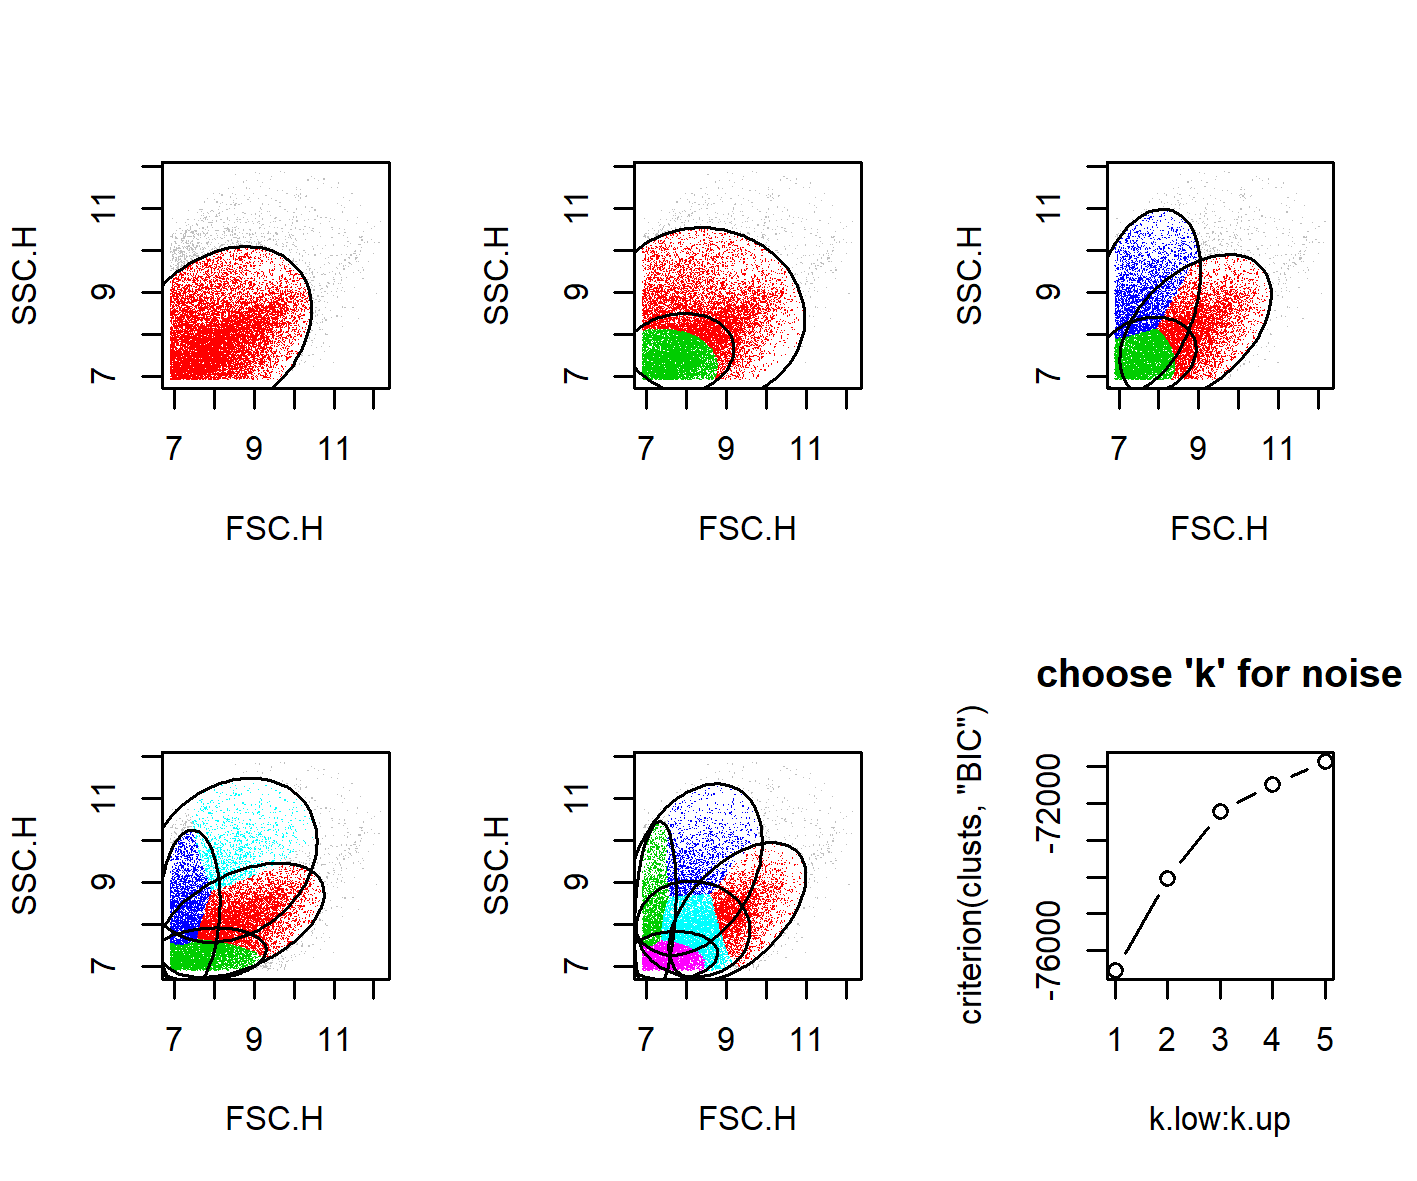 SSC.H
11
9
7
7 9 11
FSC.H
SSC.H
11
9
7
7 9 11
FSC.H
SSC.H
11
9
7
7 9 11
FSC.H
SSC.H
11
9
7
7 9 11
FSC.H
SSC.H
11
9
7
7 9 11
FSC.H
choose 'k' for noise
criterion(clusts, "BIC")
-72000
-76000
1 2 3 4 5
k.low:k.up